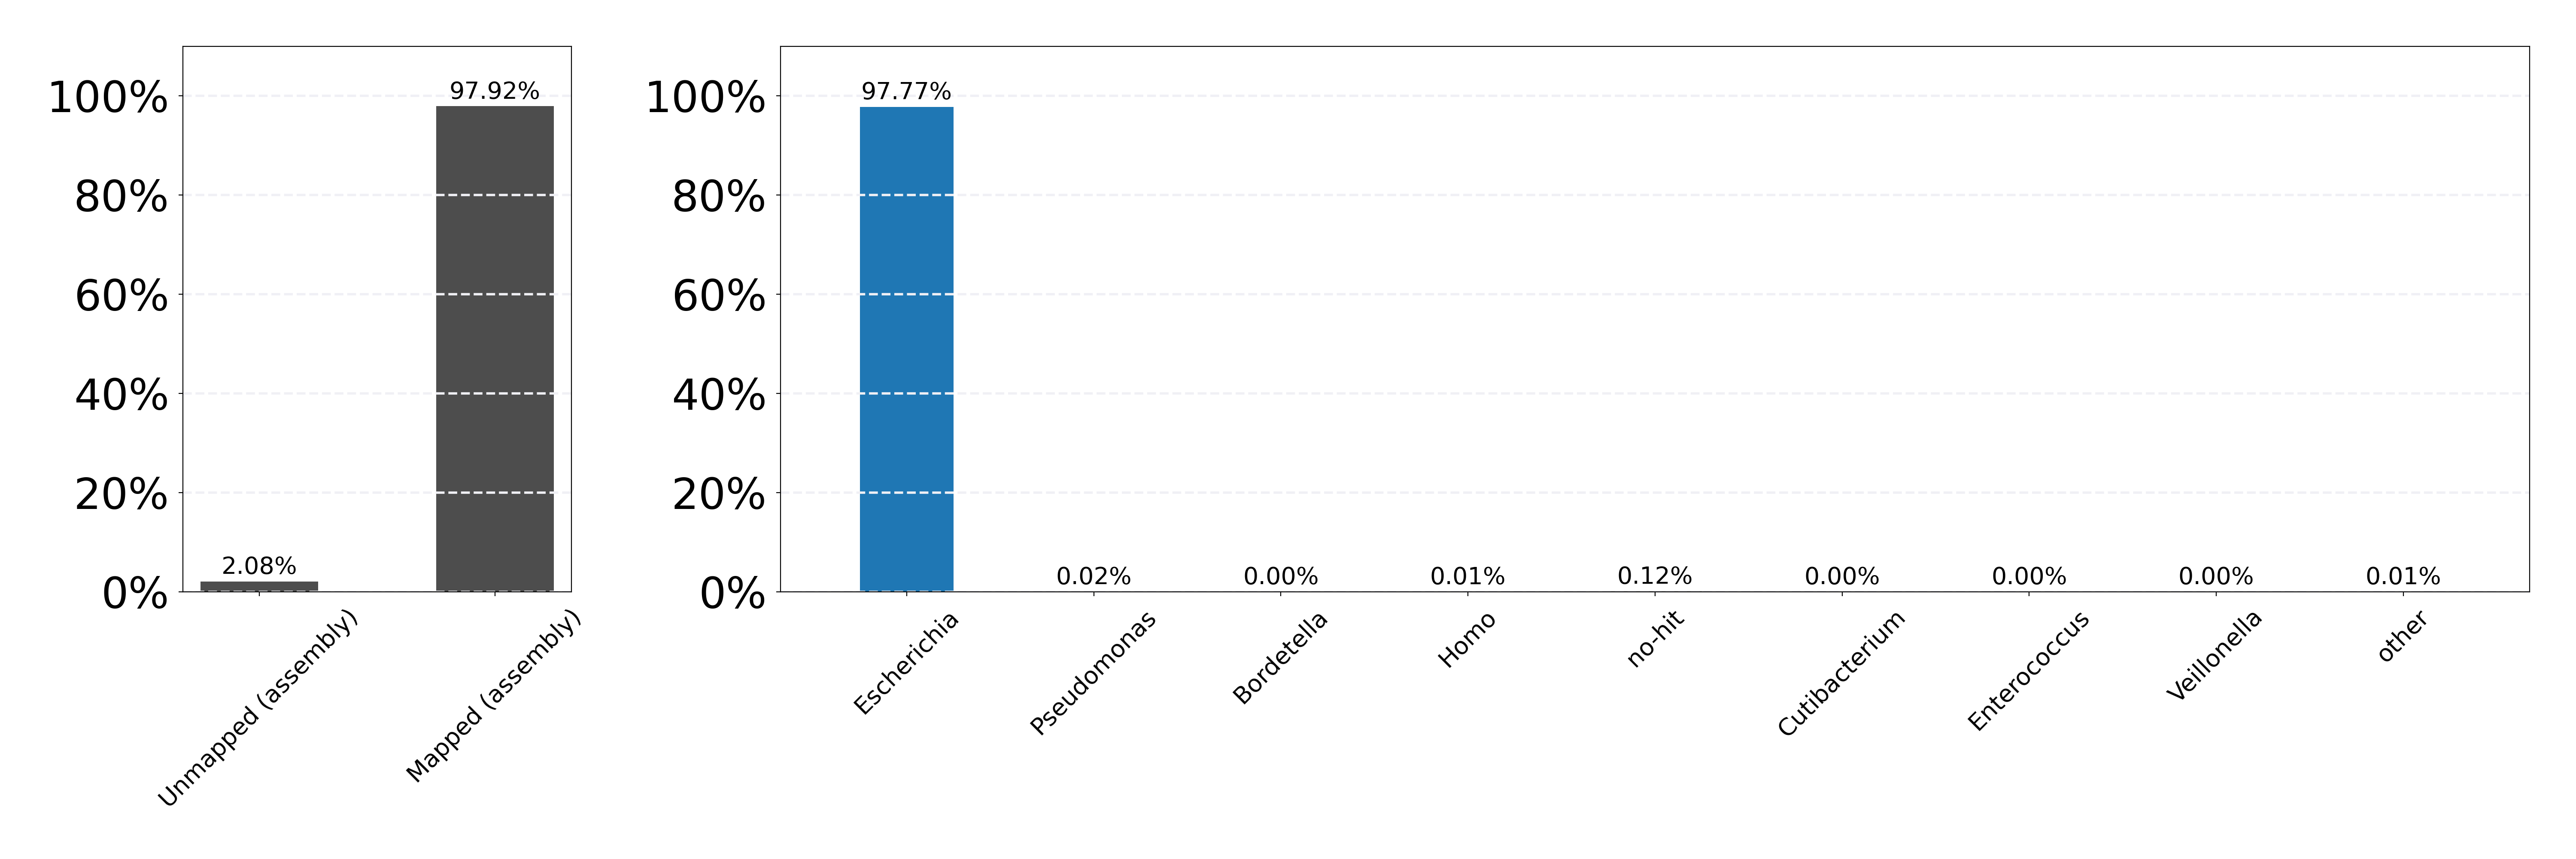 100%
80%
60%
40%
20%
0%
2.08%
97.92%
Unmapped (assembly)
Mapped (assembly)
100%
80%
60%
40%
20%
0%
97.77%
0.02%
0.00%
0.01%
0.12%
0.00%
0.00%
0.00%
0.01%
Escherichia
Pseudomonas
Bordetella
Homo
no-hit
Cutibacterium
Enterococcus
Veillonella
other